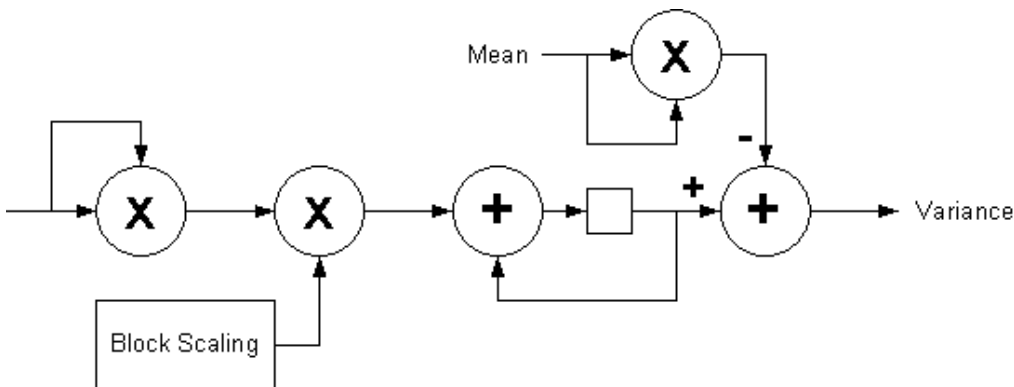 Mean
X
-
X
X
+
+
+
Variance
Block Scaling